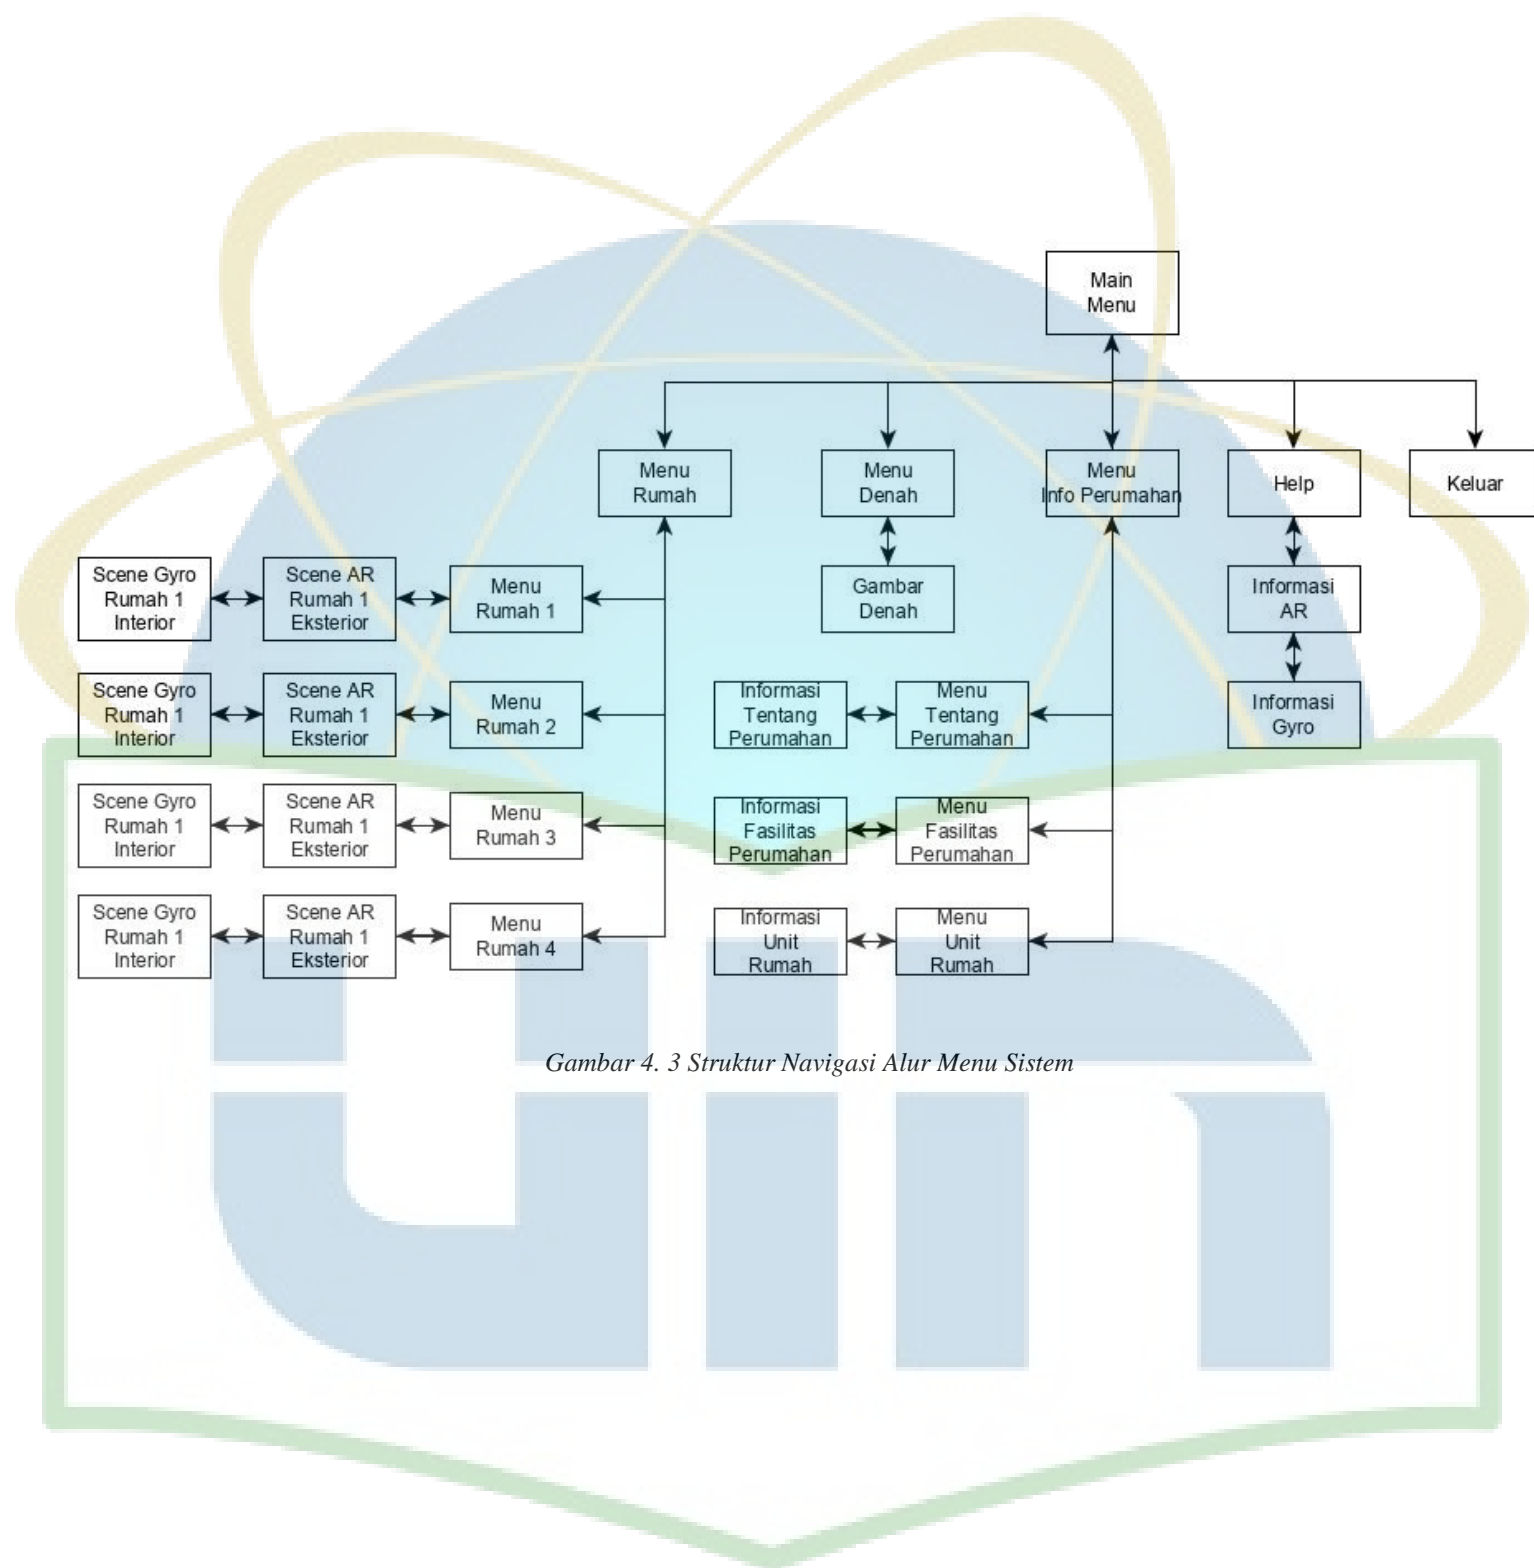 Main
Menu
Menu
Rumah
Menu
Denah
Menu
Info Perumahan
Help
Keluar
Scene Gyro
Rumah 1
Interior
Scene AR
Rumah 1
Eksterior
Menu
Rumah 1
Gambar
Denah
Informasi
AR
Scene Gyro
Rumah 1
Interior
Scene AR
Rumah 1
Eksterior
Menu
Rumah 2
Informasi
Tentang
Perumahan
Menu
Tentang
Perumahan
Informasi
Gyro
Scene Gyro
Rumah 1
Interior
Scene AR
Rumah 1
Eksterior
Menu
Rumah 3
Informasi
Fasilitas
Perumahan
Menu
Fasilitas
Perumahan
Scene Gyro
Rumah 1
Interior
Scene AR
Rumah 1
Eksterior
Menu
Rumah 4
Informasi
Unit
Rumah
Menu
Unit
Rumah
Gambar 4. 3 Struktur Navigasi Alur Menu Sistem
uin